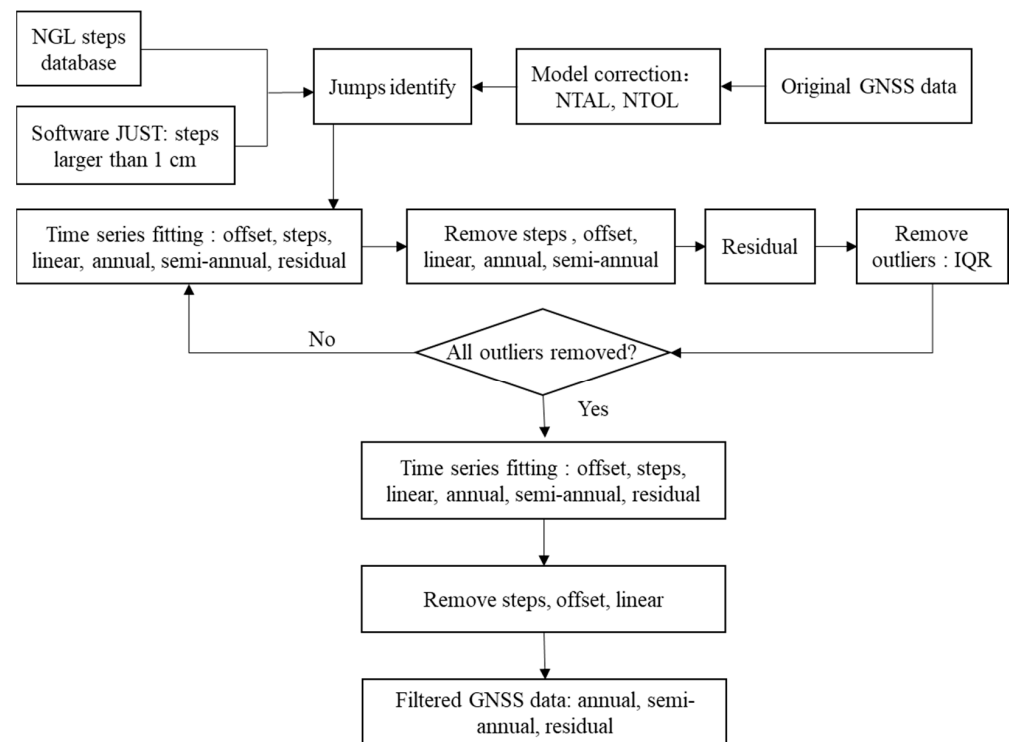 NGL steps
database
Software JUST: steps
larger than 1 cm
Jumps identify
Model correction：
NTAL, NTOL
Original GNSS data
Time series fitting : offset, steps,
linear, annual, semi-annual, residual
Remove steps , offset,
linear, annual, semi-annual
Residual
Remove
outliers : IQR
No
All outliers removed?
Yes
Time series fitting : offset, steps,
linear, annual, semi-annual, residual
Remove steps, offset, linear
Filtered GNSS data: annual, semi-
annual, residual